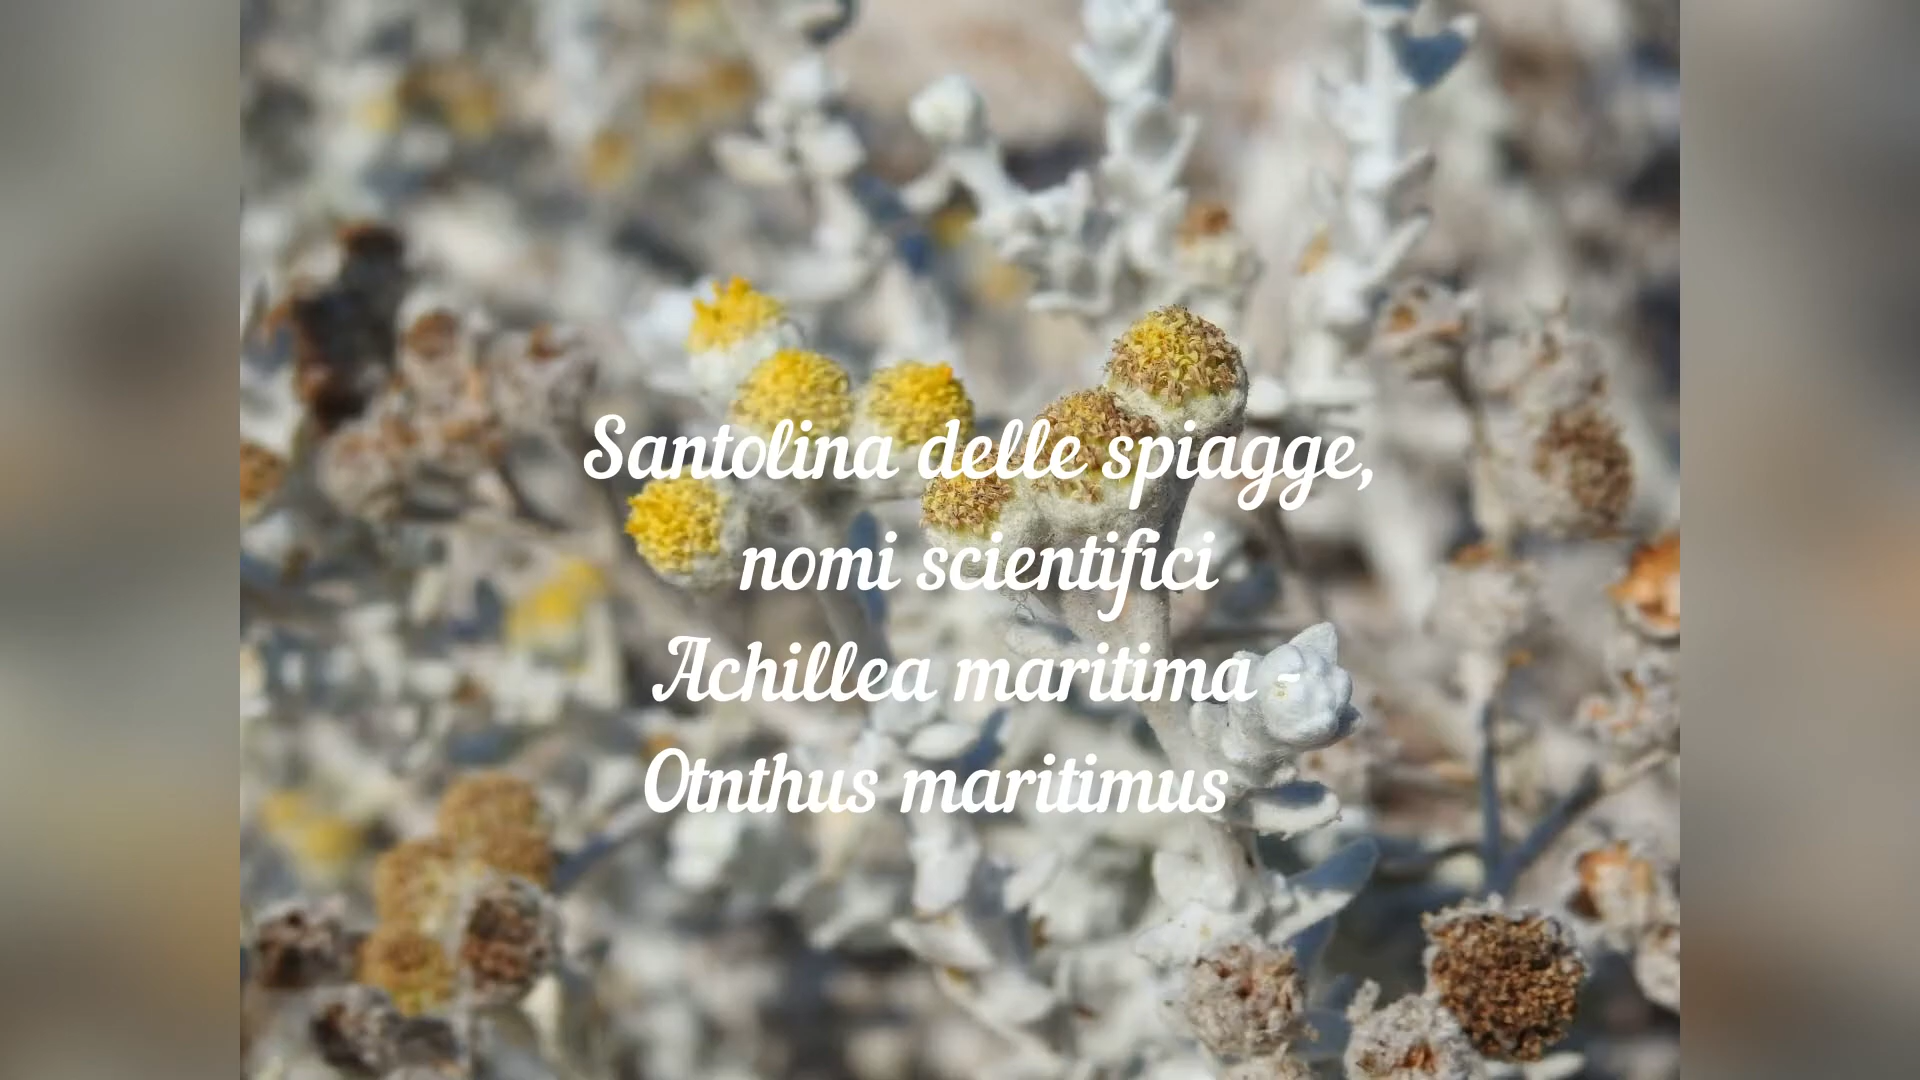 Santolina delle spiagge,
nomi scientifici
Achillea maritima -
Otnthus maritimus